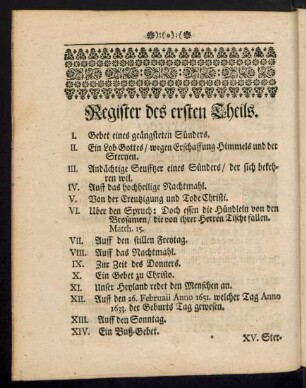 ):(o):(
Register des ersten Theils.
I. Gebet eines geängsteten Sünders.
II. Ein Lob Gottes/ wegen Erschaffung Himmels und der
Sternen.
III. Andächtige Seufftzer eines Sünders/ der sich bekeh-
ren wil.
IV. Auff das hochheilige Nachtmahl.
V. Von der Creutzigung und Tode Christi.
VI. Uber den Spruch: Doch essen die Hündlein von den
Brosamen/ die von ihrer Herren Tische fallen.
Matth. 15.
VII. Auff den stillen Freytag.
VIII. Auff das Nachtmahl.
IX. Zur Zeit des Donners.
X. Ein Gebet zu Christo.
XI. Unser Heyland redet den Menschen an.
XII. Auff den 26. Februarii Anno 1651. welcher Tag Anno
1633. der Geburts Tag gewesen.
XIII. Auff den Sonntag.
XIV. Ein Buß-Gebet.
XV. Ster-